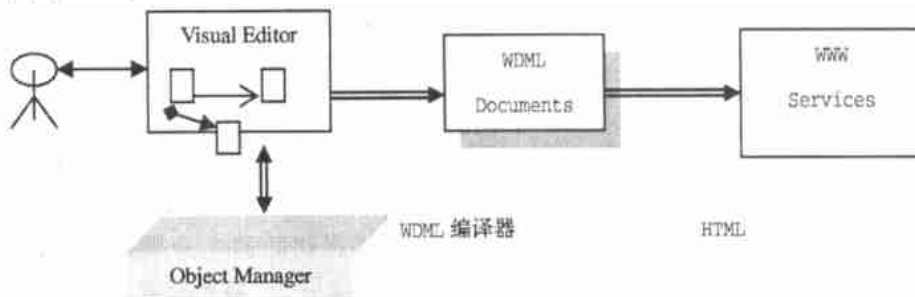 Visual Editor
WDML
Documents
WWW
Services
WDML 编译器
HTML
Object Manager